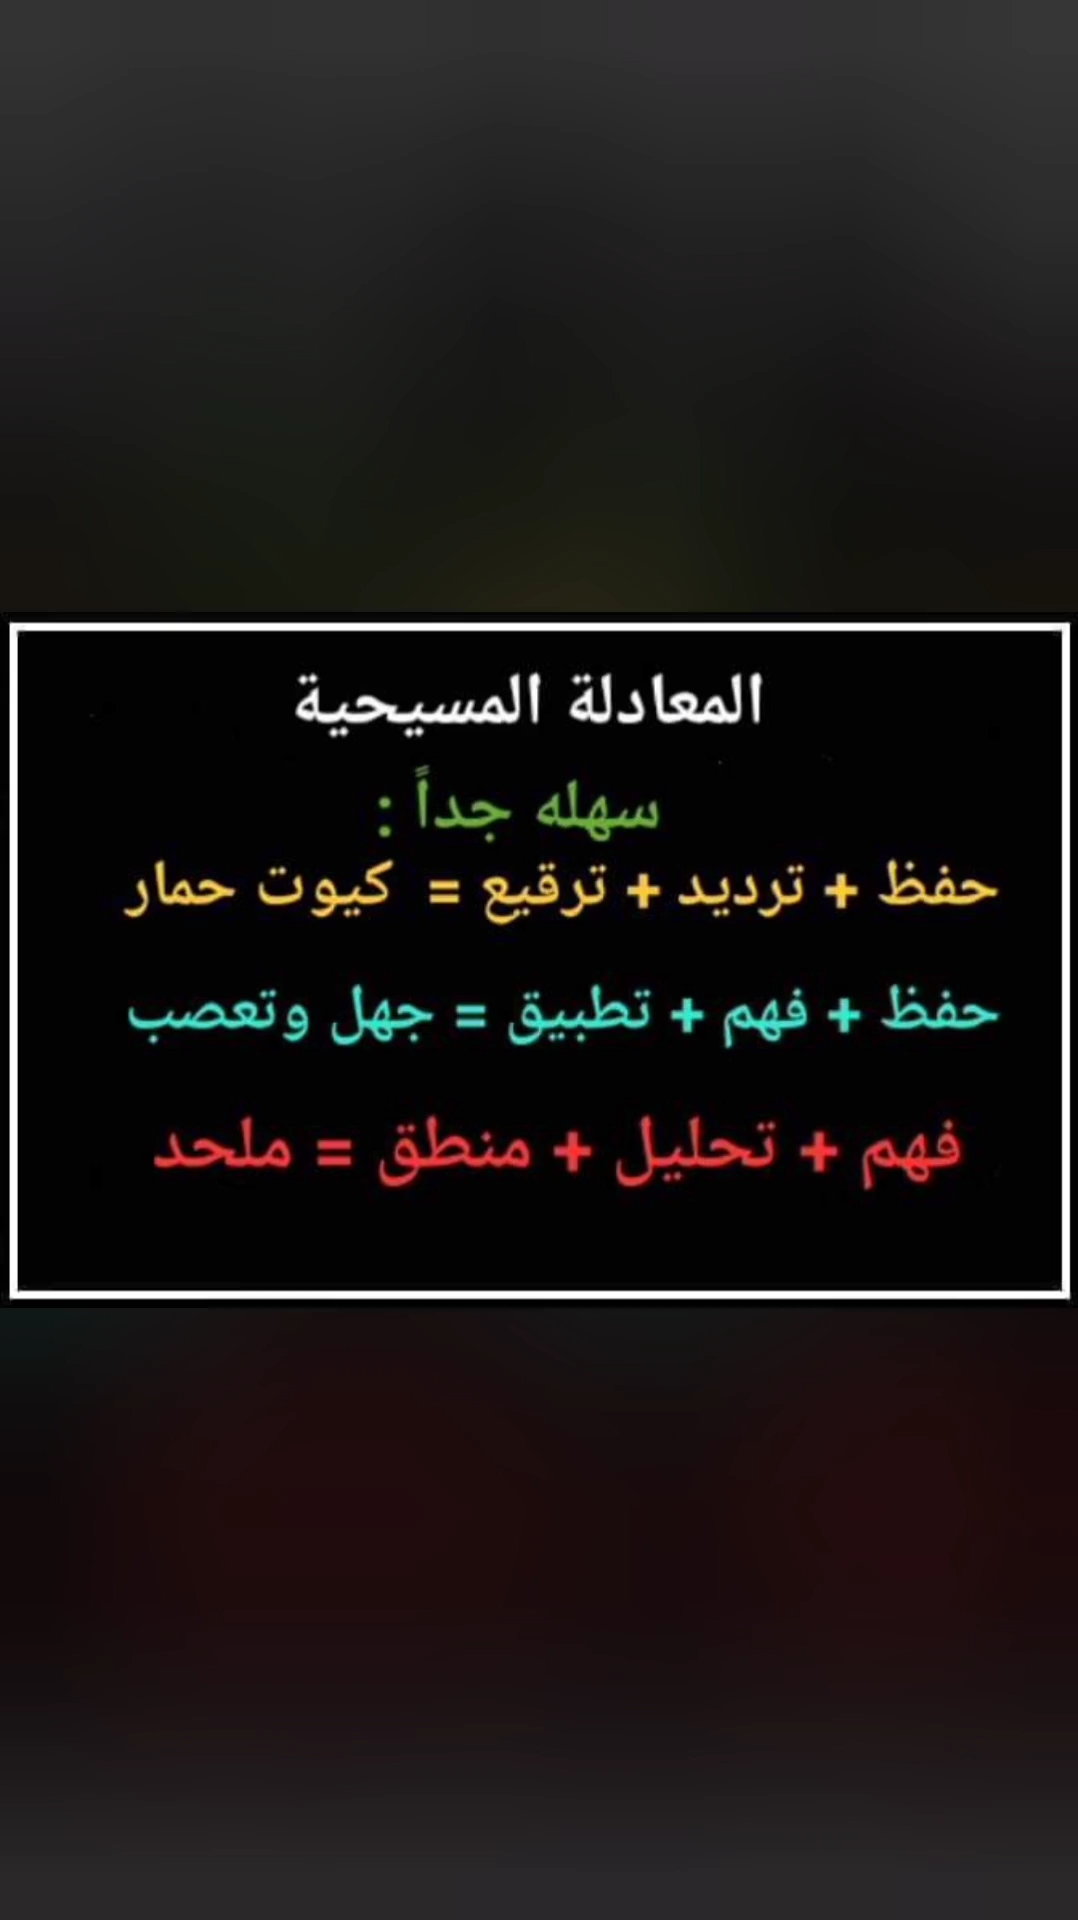 المعادلة المسيحية
سهله جداً :
حفظ + ترديد + ترقيع = كيوت حمار
حفظ + فهم + تطبيق = جهل وتعصب
فهم + تحليل + منطق = ملحد